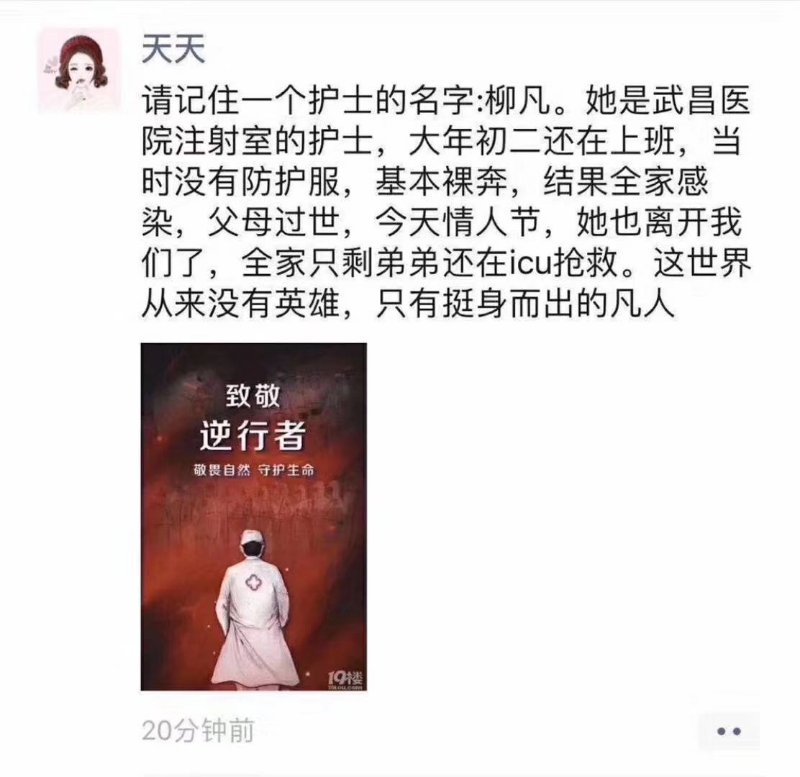 天天
请记住一个护士的名字:柳凡。她是武昌医
院注射室的护士，大年初二还在上班，当
时没有防护服，基本裸奔，结果全家感
染，父母过世，今天情人节，她也离开我
们了，全家只剩弟弟还在icu抢救。这世界
从来没有英雄，只有挺身而出的凡人
致敬
逆行者
敬畏自然 守护生命
19楼
19lou.com
20分钟前